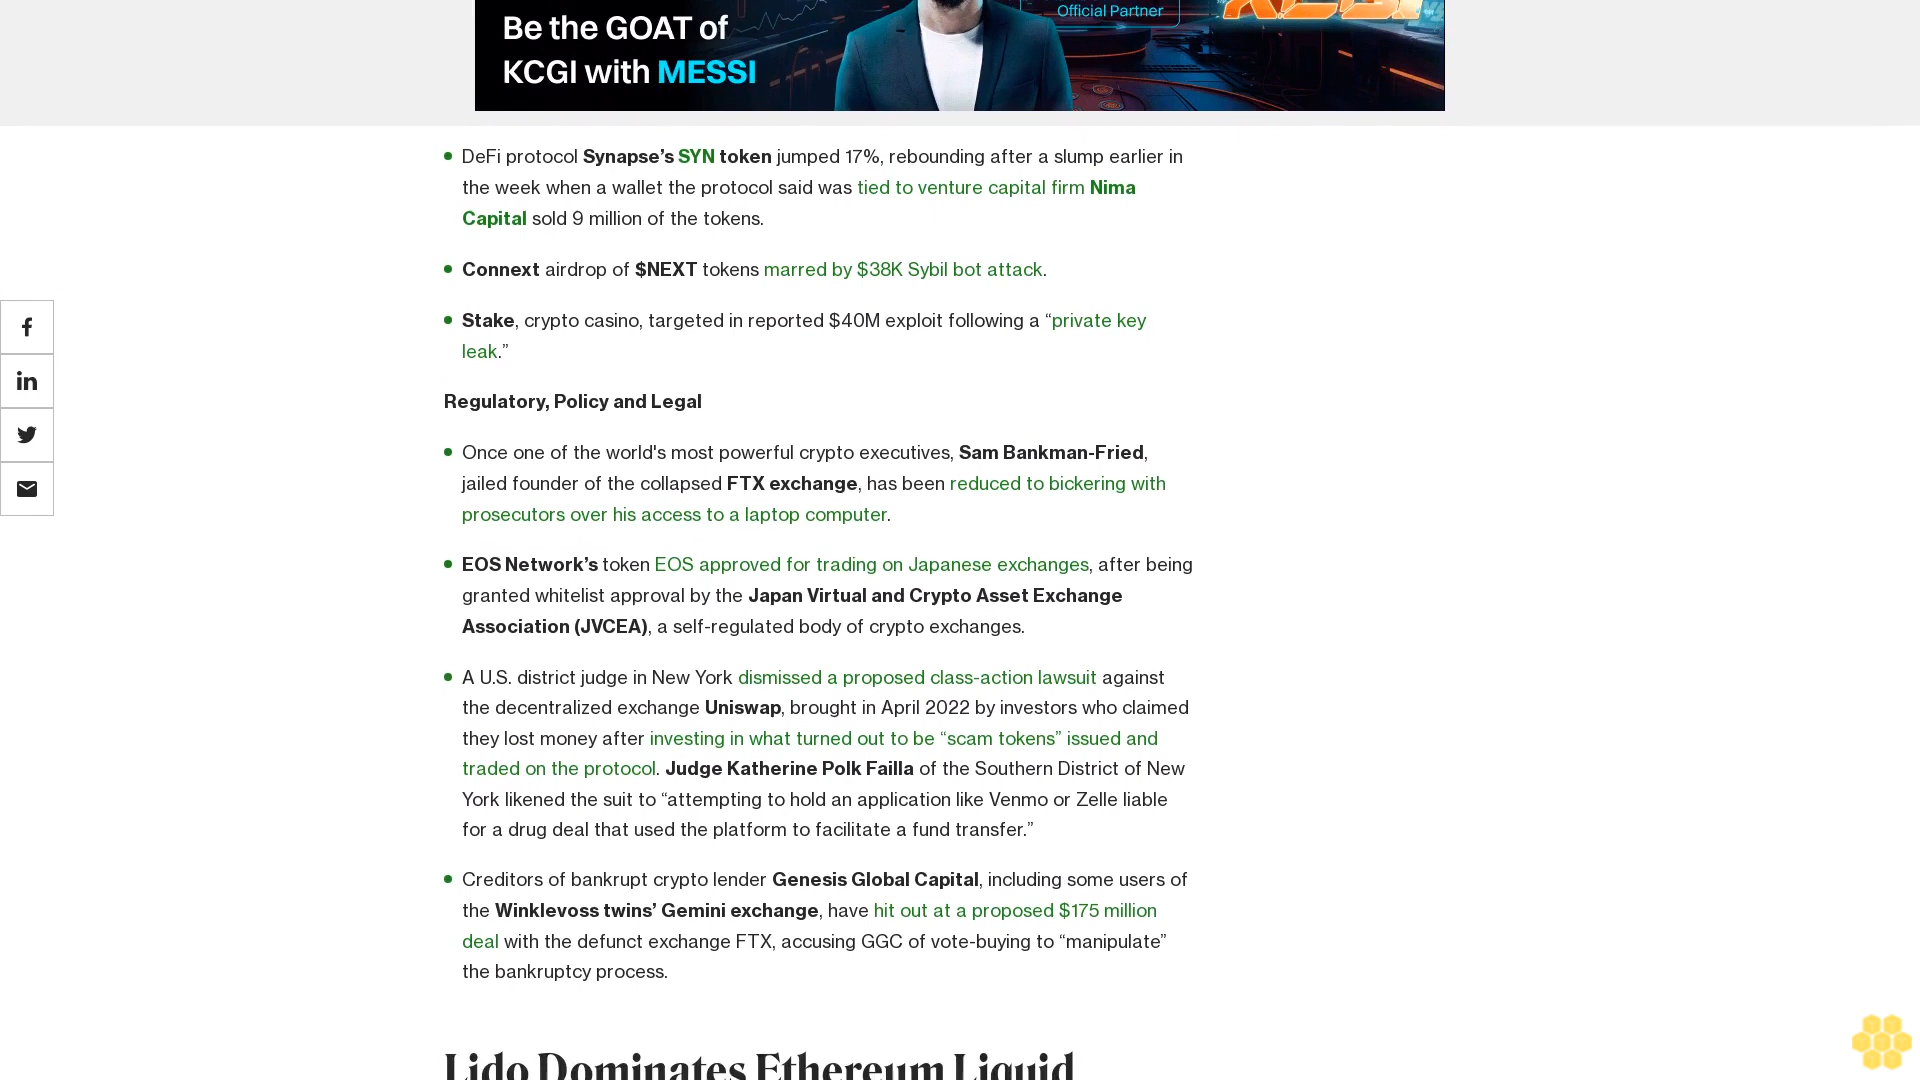 Official Partner
Be the GOAT of
KCGI with MESSI
DeFi protocol Synapse’s SYN token jumped 17%, rebounding after a slump earlier in
the week when a wallet the protocol said was tied to venture capital firm Nima
Capital sold 9 million of the tokens.
Connext airdrop of $NEXT tokens marred by $38K Sybil bot attack.
Stake, crypto casino, targeted in reported $40M exploit following a “private key
leak.”
Regulatory, Policy and Legal
Once one of the world's most powerful crypto executives, Sam Bankman-Fried,
jailed founder of the collapsed FTX exchange, has been reduced to bickering with
prosecutors over his access to a laptop computer.
EOS Network’s token EOS approved for trading on Japanese exchanges, after being
granted whitelist approval by the Japan Virtual and Crypto Asset Exchange
Association (JVCEA), a self-regulated body of crypto exchanges.
A U.S. district judge in New York dismissed a proposed class-action lawsuit against
the decentralized exchange Uniswap, brought in April 2022 by investors who claimed
they lost money after investing in what turned out to be “scam tokens” issued and
traded on the protocol. Judge Katherine Polk Failla of the Southern District of New
York likened the suit to “attempting to hold an application like Venmo or Zelle liable
for a drug deal that used the platform to facilitate a fund transfer.”
Creditors of bankrupt crypto lender Genesis Global Capital, including some users of
the Winklevoss twins’ Gemini exchange, have hit out at a proposed $175 million
deal with the defunct exchange FTX, accusing GGC of vote-buying to “manipulate”
the bankruptcy process.
Lido Dominates Ethereum Liquid